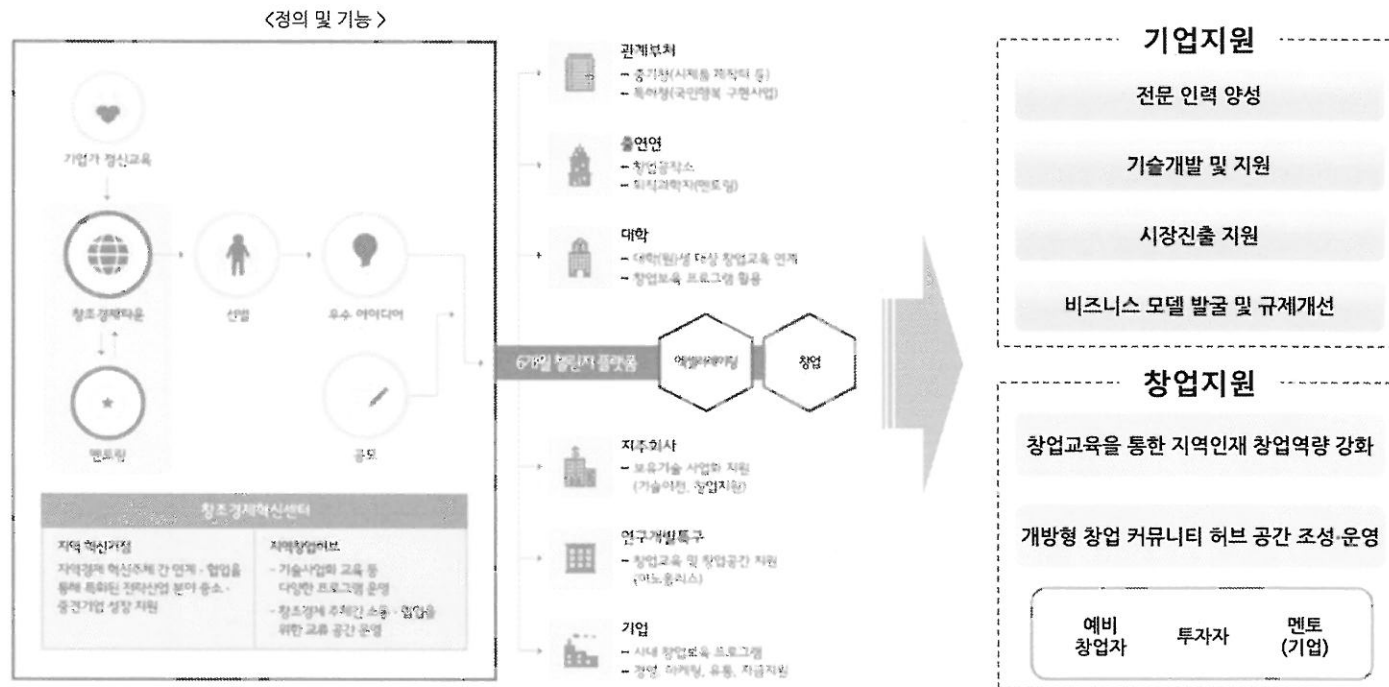 <정의 및 기능 >
기업가 정신교육
창조경제타운
선별
우수 아이디어
멘토링
공모
창조경제혁신센터
지역 혁신거점
지역경제 혁신주체 간 연계·협업을
통해 특화된 전략산업 분야 중소·
중견기업 성장 지원
지역창업허브
- 기술사업화 교육 등
다양한 프로그램 운영
- 창조경제 주체간 소통·협업을
위한 교류 공간 운영
관계부처
- 중기청(시제품 제작터 등)
- 특허청(국민행복 구현사업)
출연연
- 창업공작소
- 퇴직과학자(멘토링)
대학
- 대학(원)생 대상 창업교육 연계
- 창업보육 프로그램 활용
6개월 챌린지 플랫폼
엑셀러레이팅
창업
지주회사
- 보유기술 사업화 지원
(기술이전, 창업지원)
연구개발특구
- 창업교육 및 창업공간 지원
(이노폴리스)
기업
- 사내 창업보육 프로그램
- 경영, 마케팅, 유통, 자금지원
기업지원
전문 인력 양성
기술개발 및 지원
시장진출 지원
비즈니스 모델 발굴 및 규제개선
창업지원
창업교육을 통한 지역인재 창업역량 강화
개방형 창업 커뮤니티 허브 공간 조성·운영
예비
창업자
투자자
멘토
(기업)